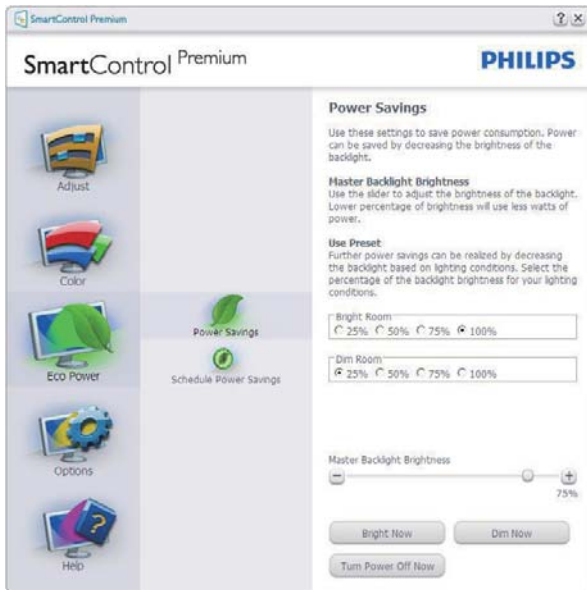 SmartControl Premium
? X
SmartControl Premium
PHILIPS
Adjust
Color
Eco Power
Options
Help
Power Savings
Schedule Power Savings
Power Savings
Use these settings to save power consumption. Power
can be saved by decreasing the brightness of the
backlight.
Master Backlight Brightness
Use the slider to adjust the brightness of the backlight.
Lower percentage of brightness will use less watts of
power.
Use Preset
Further power savings can be realized by decreasing
the backlight based on lighting conditions. Select the
percentage of the backlight brightness for your lighting
conditions.
Bright Room
25% 50% 75% 100%
Dim Room
25% 50% 75% 100%
Master Backlight Brightness
75%
Bright Now Dim Now
Turn Power Off Now